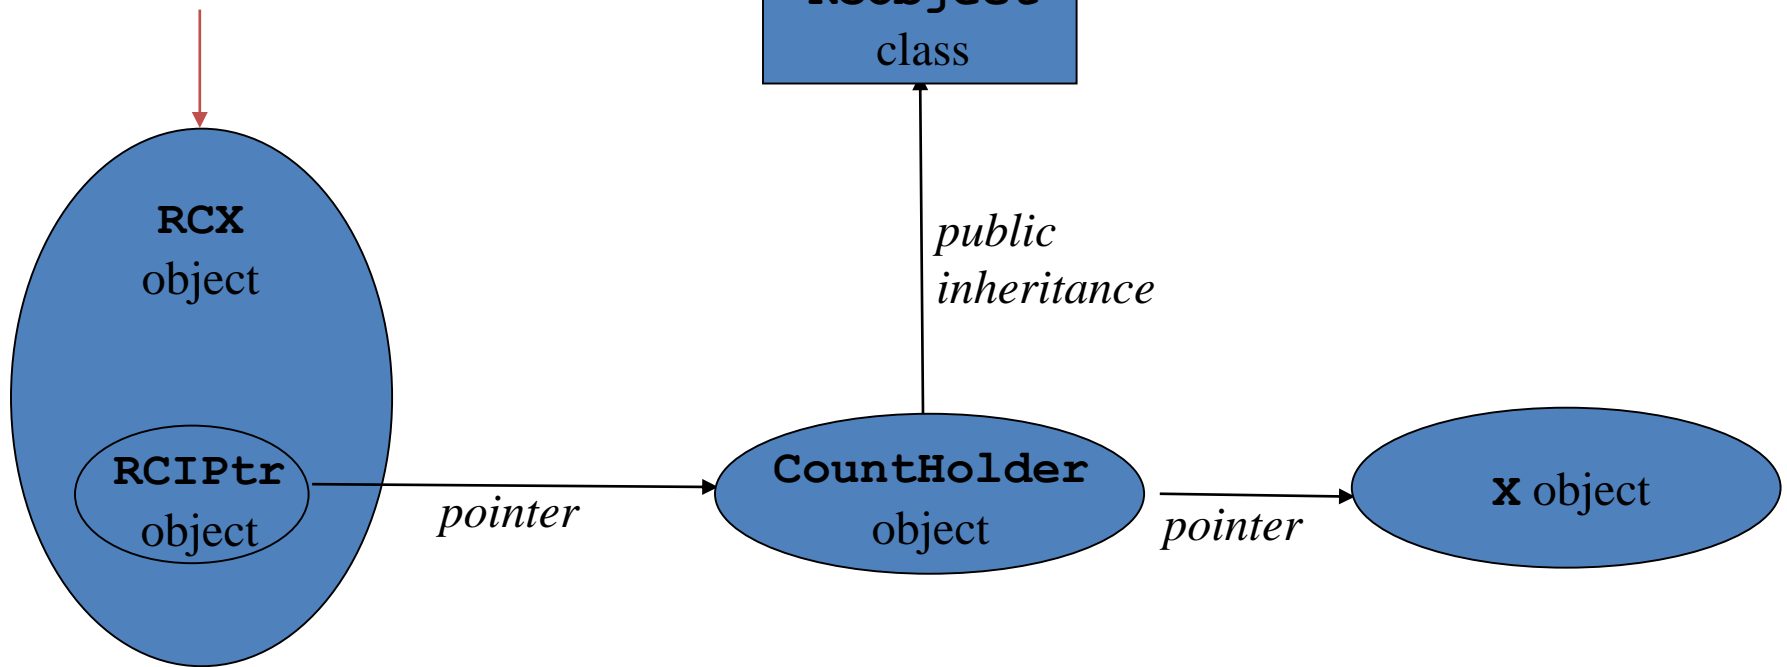 class
RCX
object
public
inheritance
RCIPtr
object
pointer
CountHolder
object
pointer
X object